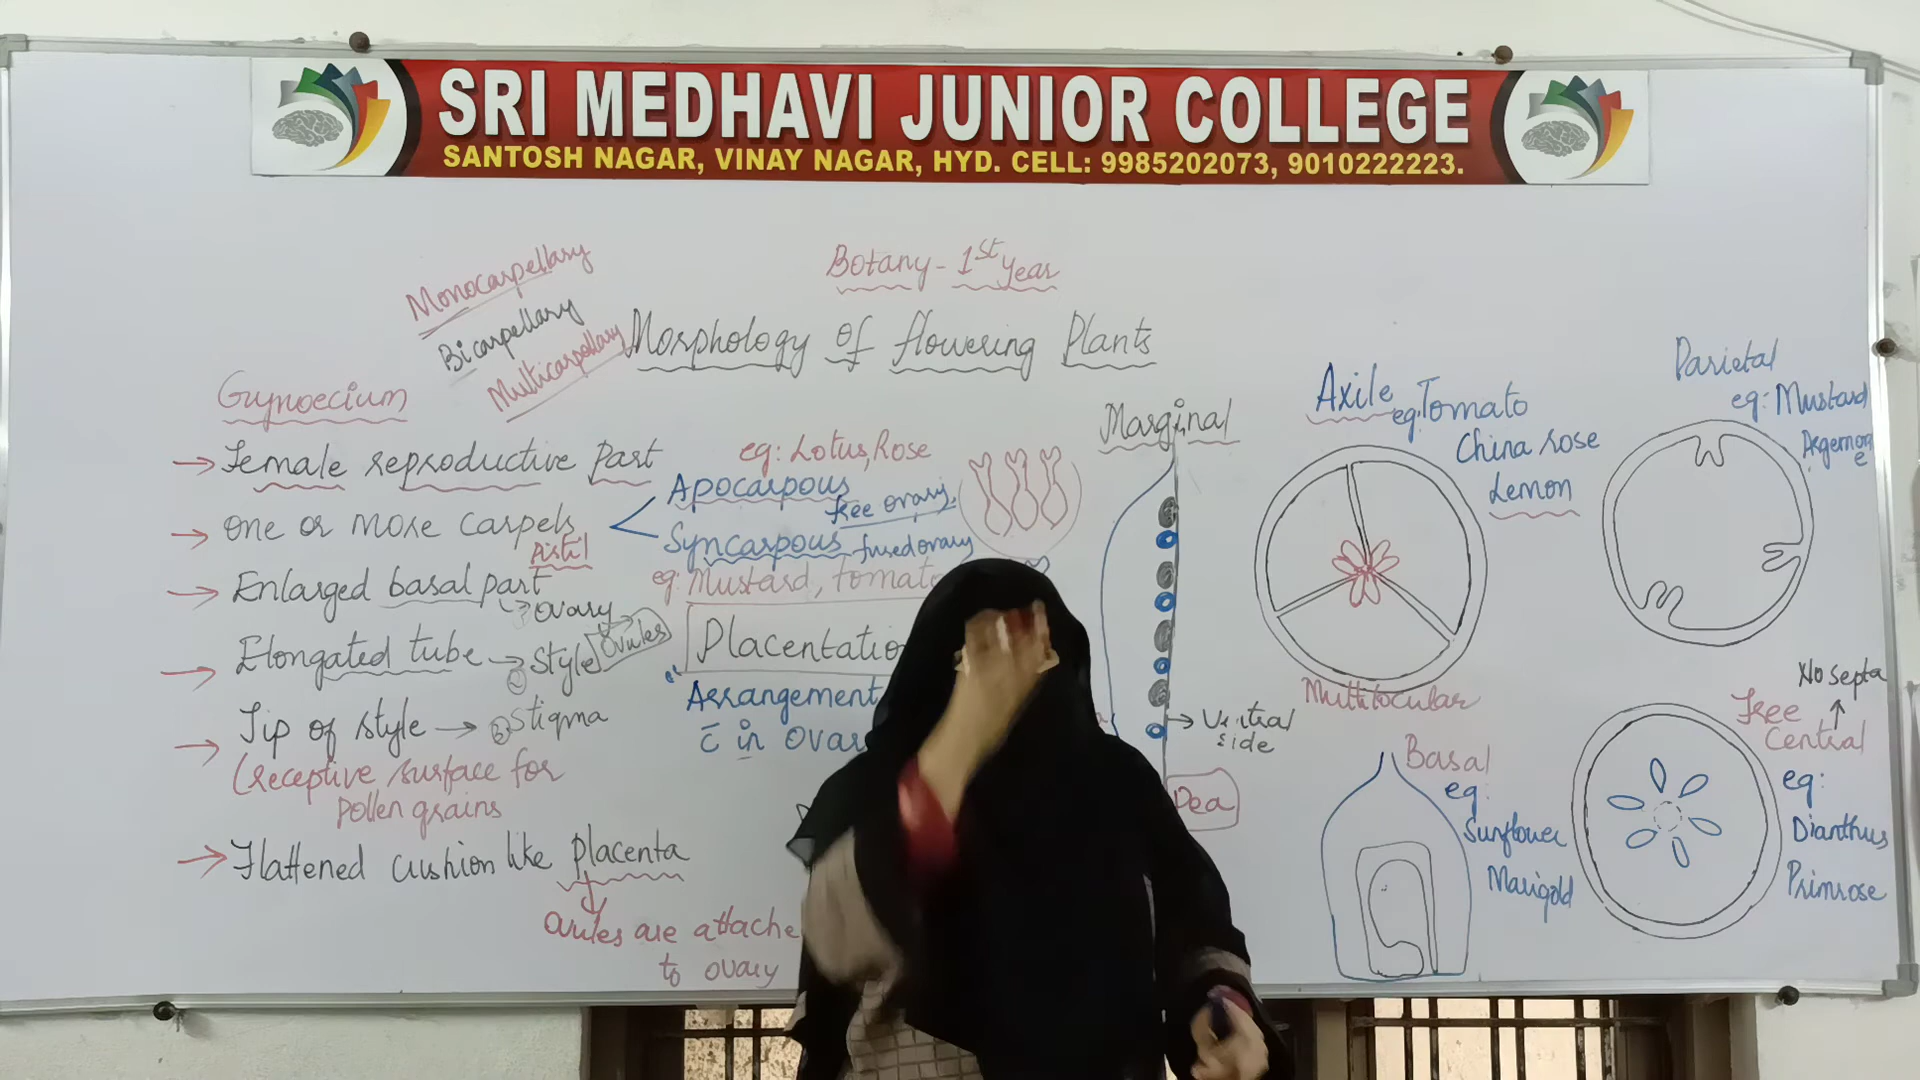 SRI MEDHAVI JUNIOR COLLEGE
SANTOSH NAGAR, VINAY NAGAR, HYD. CELL: 9985202073, 9010222223.
Botany - 1st Year
Monocarpellary
Bicarpellary
Multicarpellary
Morphology of flowering Plants
Gynoecium
→ Female reproductive Part
→ One or more carpels
Pistil
→ Enlarged basal part
→ Ovary
→ Elongated tube → Style
Ovules
→ Tip of style → Stigma
(receptive surface for
Pollen grains
→ Flattened cushion like placenta
Ovules are attache
to ovary
eg: Lotus, Rose
Apocarpous
free ovary,
Syncarpous fused ovary
eg: Mustard, tomato
Placentatio
Arrangement
in Ovar
Marginal
→ Ventral
side
Pea
Axile
eg: Tomato
China rose
Lemon
Multilocular
Parietal
eg: Mustard
Argemon
e
Basal
eg:
Sunflower
Marigold
No septa
↑
Free
Central
eg:
Dianthus
Primrose